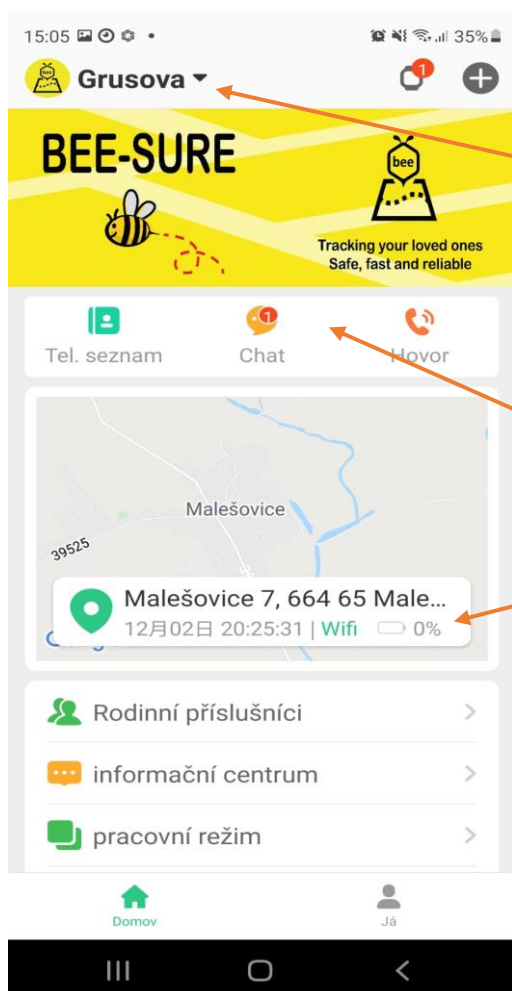 15:05 35%
bee
Grusova 1
BEE-SURE
bee
Tracking your loved ones
Safe, fast and reliable
1
Tel. seznam Chat Hovor
Malešovice
39525
Malešovice 7, 664 65 Male...
12月02日 20:25:31 | Wifi 0%
Rodinní příslušníci
informační centrum
pracovní režim
Domov Já